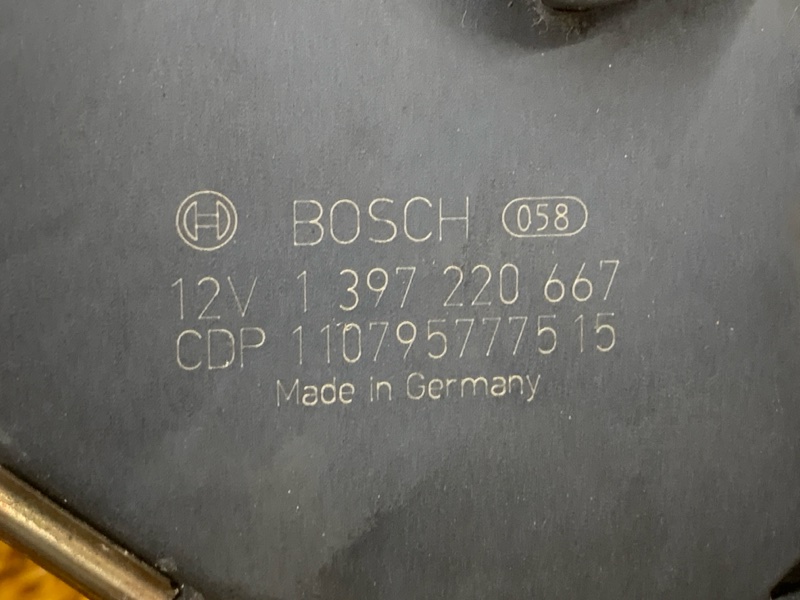 BOSCH 058
12V 1 397 220 667
CDP 110795777515
Made in Germany